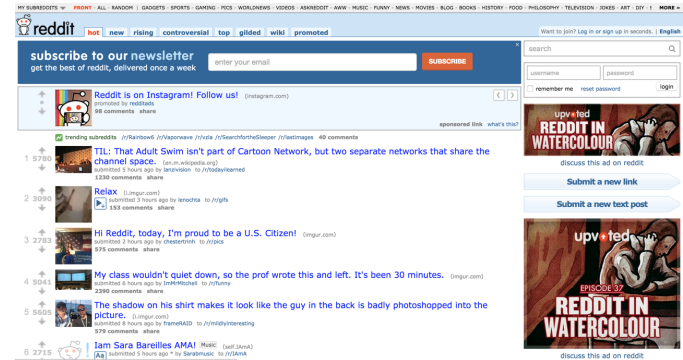 MY SUBREDDITS FRONT - ALL - RANDOM | GADGETS - SPORTS - GAMING - PICS - WORLDNEWS - VIDEOS - ASKREDDIT - AWW - MUSIC - FUNNY - NEWS - MOVIES - BLOG - BOOKS - HISTORY - FOOD - PHILOSOPHY - TELEVISION - JOKES - ART - DIY - MORE »
reddit hot new rising controversial top gilded wiki promoted
Want to join? Log in or sign up in seconds. | English
subscribe to our newsletter
get the best of reddit, delivered once a week
enter your email
SUBSCRIBE
search
username password
remember me reset password login
Reddit is on Instagram! Follow us! (instagram.com)
promoted by redditads
98 comments share
sponsored link what's this?
trending subreddits /r/Rainbow6 /r/Vaporwave /r/vzla /r/SearchfortheSleeper /r/lastimages 40 comments
1 5780 TIL: That Adult Swim isn't part of Cartoon Network, but two separate networks that share the
channel space. (en.m.wikipedia.org)
submitted 5 hours ago by lanzivision to /r/todayilearned
1230 comments share
2 3090 Relax (i.imgur.com)
submitted 3 hours ago by lenochta to /r/gifs
153 comments share
3 2783 Hi Reddit, today, I'm proud to be a U.S. Citizen! (imgur.com)
submitted 2 hours ago by chestertrinh to /r/pics
575 comments share
4 5041 My class wouldn't quiet down, so the prof wrote this and left. It's been 30 minutes. (imgur.com)
submitted 6 hours ago by ImMrMitchell to /r/funny
2390 comments share
5 5605 The shadow on his shirt makes it look like the guy in the back is badly photoshopped into the
picture. (i.imgur.com)
submitted 8 hours ago by frameRAID to /r/mildlyinteresting
579 comments share
6 2715 Iam Sara Bareilles AMA! Music (self.IAmA)
Aa submitted 5 hours ago * by Sarabmusic to /r/IAmA
upvoted
REDDIT IN
WATERCOLOUR
discuss this ad on reddit
Submit a new link
Submit a new text post
upvoted
EPISODE 37
REDDIT IN
WATERCOLOUR
discuss this ad on reddit